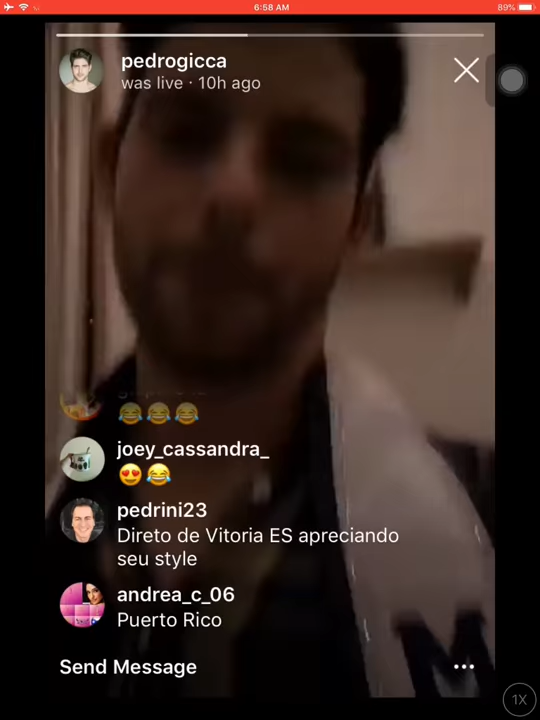 6:58 AM
89%
pedrogicca
was live · 10h ago
😂😂😂
joey_cassandra_
😍😂
pedrini23
Direto de Vitoria ES apreciando
seu style
andrea_c_06
Puerto Rico
M
Send Message
1X